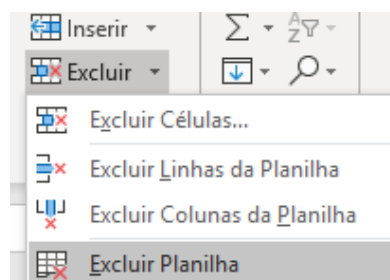 Inserir
Excluir
Excluir Células...
Excluir Linhas da Planilha
Excluir Colunas da Planilha
Excluir Planilha